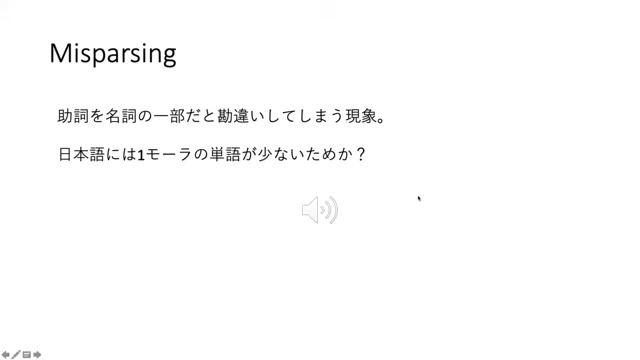 Misparsing
助詞を名詞の一部だと勘違いしてしまう現象。
日本語には1モーラの単語が少ないためか？